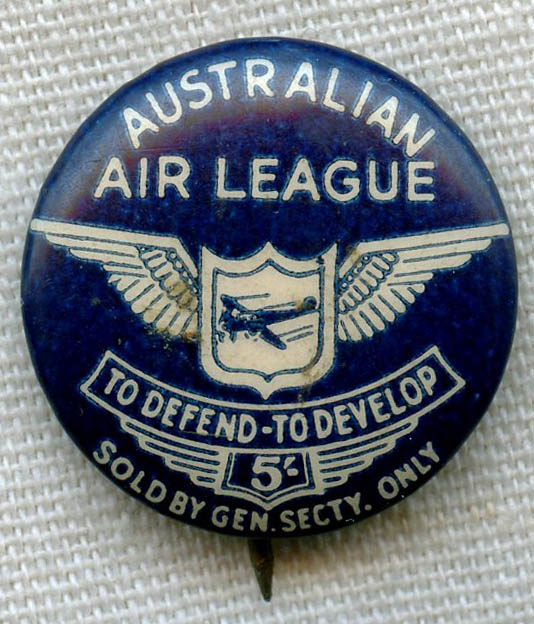 AUSTRALIAN
AIR LEAGUE
TO DEFEND-TO DEVELOP
5/-
SOLD BY GEN. SECTY. ONLY